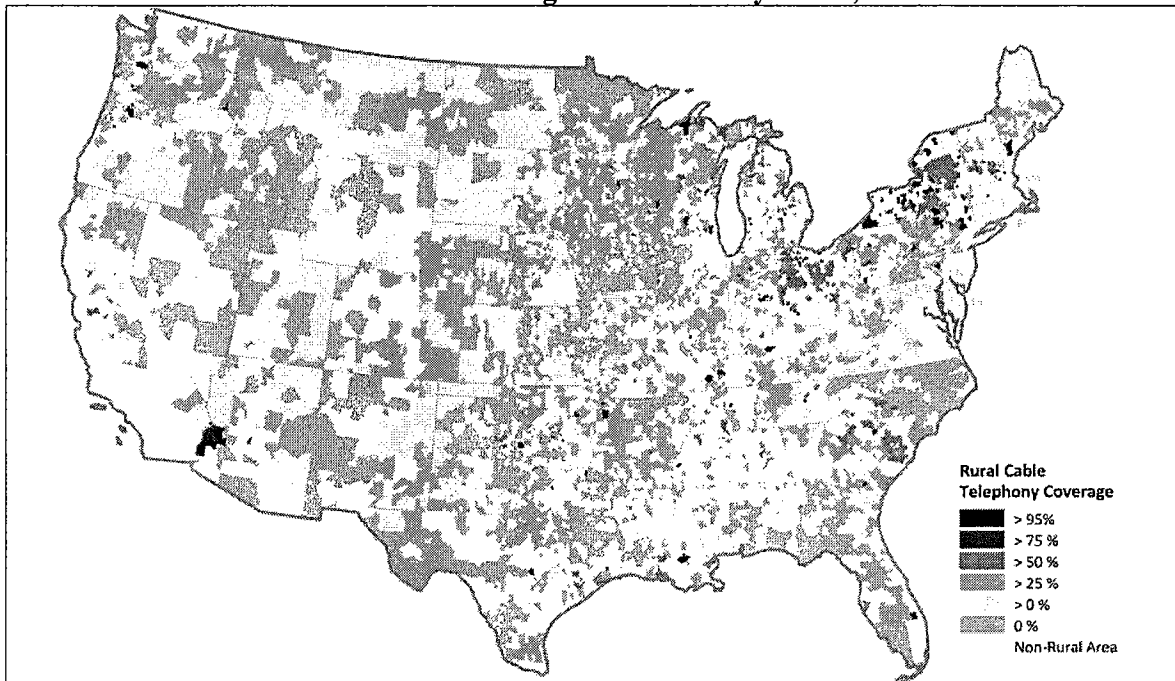 Rural Cable
Telephony Coverage
> 95%
> 75 %
> 50 %
> 25 %
> 0 %
0 %
Non-Rural Area